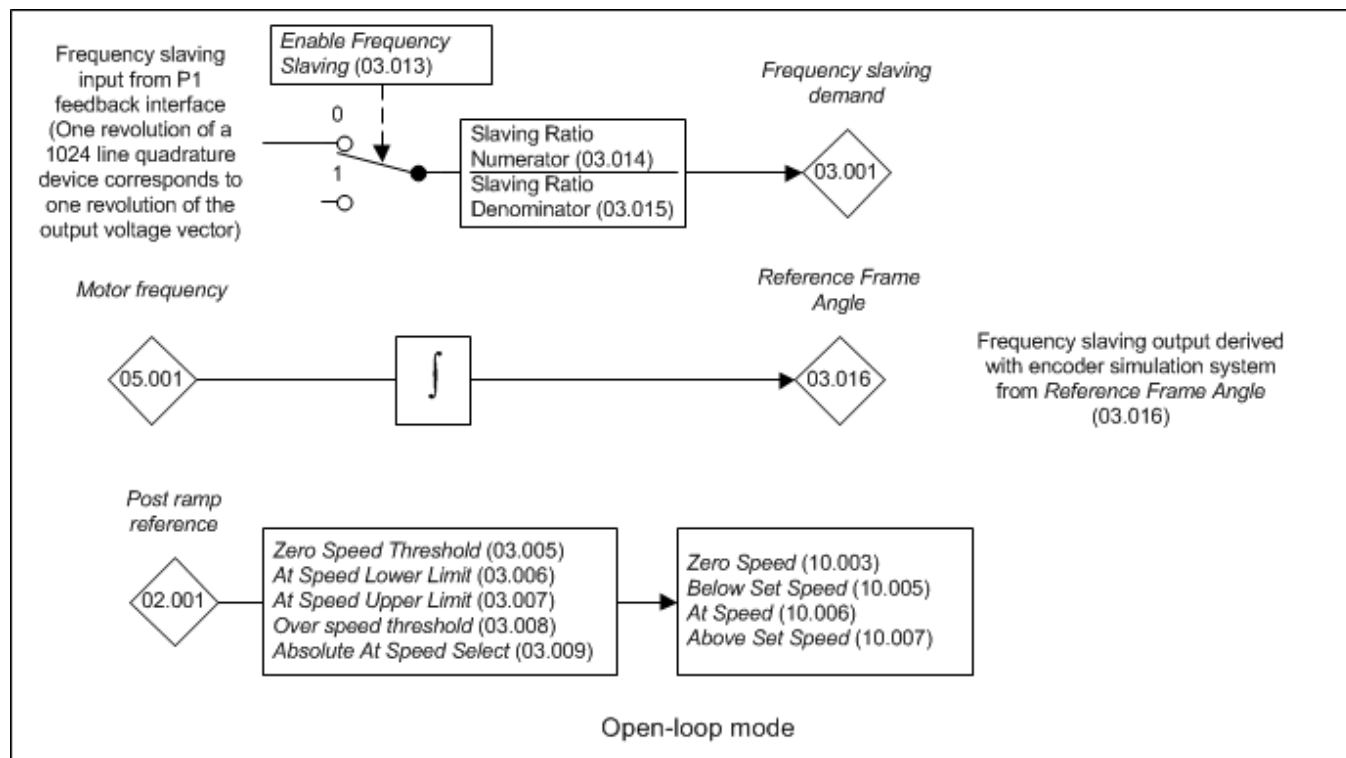 Frequency slaving
input from P1
feedback interface
(One revolution of a
1024 line quadrature
device corresponds to
one revolution of the
output voltage vector)
Enable Frequency
Slaving (03.013)
0
1
Slaving Ratio
Numerator (03.014)
Slaving Ratio
Denominator (03.015)
Frequency slaving
demand
03.001
Motor frequency
05.001
∫
Reference Frame
Angle
03.016
Frequency slaving output derived
with encoder simulation system
from Reference Frame Angle
(03.016)
Post ramp
reference
02.001
Zero Speed Threshold (03.005)
At Speed Lower Limit (03.006)
At Speed Upper Limit (03.007)
Over speed threshold (03.008)
Absolute At Speed Select (03.009)
Zero Speed (10.003)
Below Set Speed (10.005)
At Speed (10.006)
Above Set Speed (10.007)
Open-loop mode